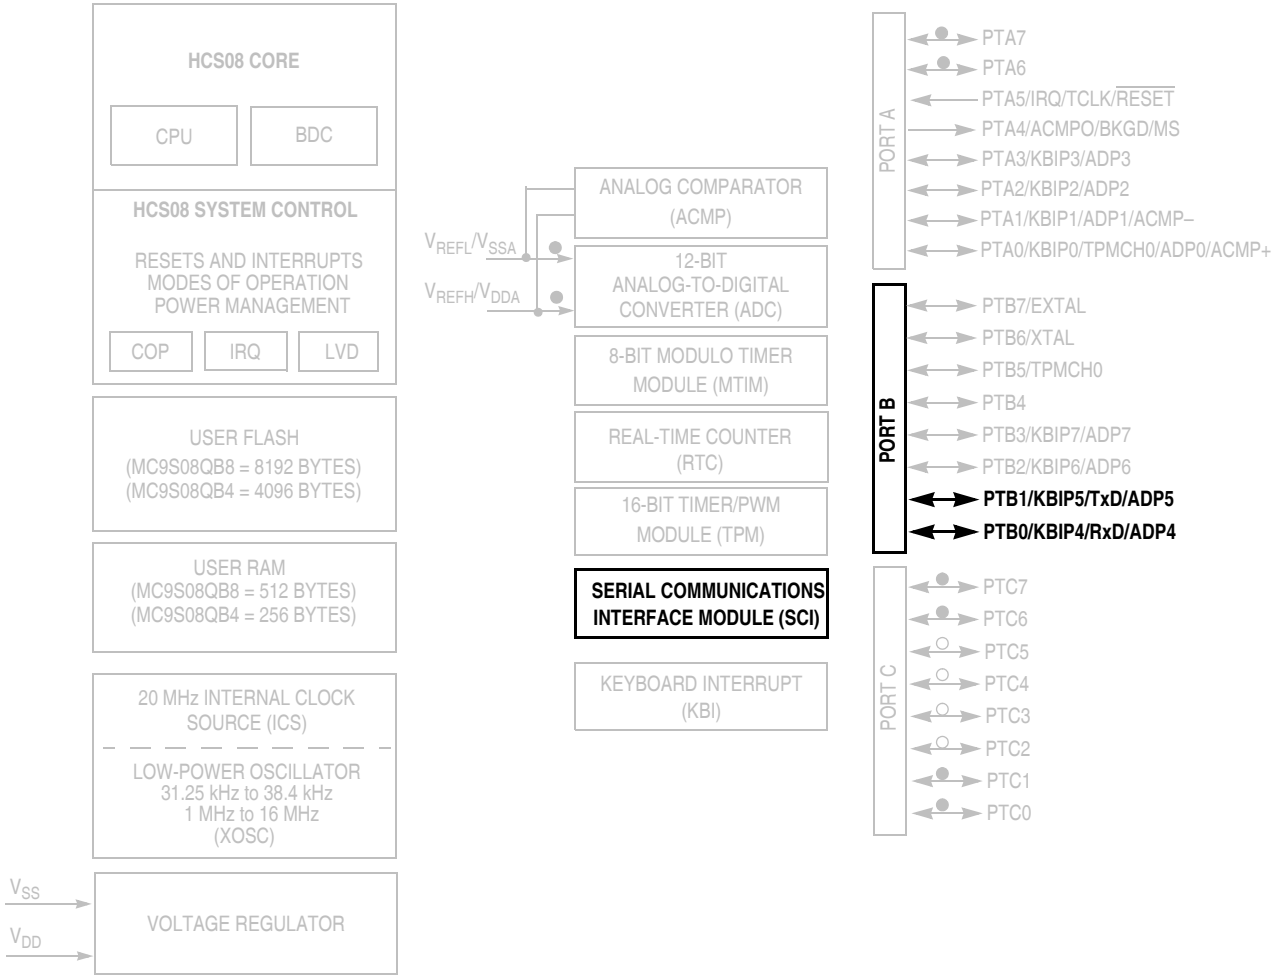 HCS08 CORE
CPU
BDC
HCS08 SYSTEM CONTROL
RESETS AND INTERRUPTS
MODES OF OPERATION
POWER MANAGEMENT
COP
IRQ
LVD
USER FLASH
(MC9S08QB8 = 8192 BYTES)
(MC9S08QB4 = 4096 BYTES)
USER RAM
(MC9S08QB8 = 512 BYTES)
(MC9S08QB4 = 256 BYTES)
20 MHz INTERNAL CLOCK
SOURCE (ICS)
LOW-POWER OSCILLATOR
31.25 kHz to 38.4 kHz
1 MHz to 16 MHz
(XOSC)
VSS
VDD
VOLTAGE REGULATOR
VREFL/VSSA
VREFH/VDDA
ANALOG COMPARATOR
(ACMP)
12-BIT
ANALOG-TO-DIGITAL
CONVERTER (ADC)
8-BIT MODULO TIMER
MODULE (MTIM)
REAL-TIME COUNTER
(RTC)
16-BIT TIMER/PWM
MODULE (TPM)
SERIAL COMMUNICATIONS
INTERFACE MODULE (SCI)
KEYBOARD INTERRUPT
(KBI)
PORT A
PTA7
PTA6
PTA5/IRQ/TCLK/RESET
PTA4/ACMPO/BKGD/MS
PTA3/KBIP3/ADP3
PTA2/KBIP2/ADP2
PTA1/KBIP1/ADP1/ACMP–
PTA0/KBIP0/TPMCH0/ADP0/ACMP+
PORT B
PTB7/EXTAL
PTB6/XTAL
PTB5/TPMCH0
PTB4
PTB3/KBIP7/ADP7
PTB2/KBIP6/ADP6
PTB1/KBIP5/TxD/ADP5
PTB0/KBIP4/RxD/ADP4
PORT C
PTC7
PTC6
PTC5
PTC4
PTC3
PTC2
PTC1
PTC0